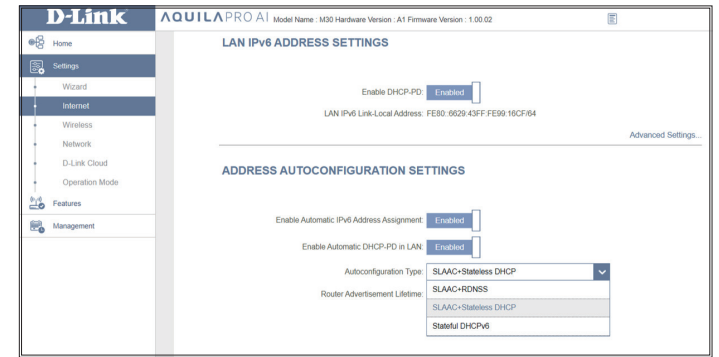 D-Link
AQUILA PRO AI Model Name : M30 Hardware Version : A1 Firmware Version : 1.00.02
Home
Settings
Wizard
Internet
Wireless
Network
D-Link Cloud
Operation Mode
Features
Management
LAN IPv6 ADDRESS SETTINGS
Enable DHCP-PD: Enabled
LAN IPv6 Link-Local Address: FE80::6629:43FF:FE99:16CF/64
Advanced Settings...
ADDRESS AUTOCONFIGURATION SETTINGS
Enable Automatic IPv6 Address Assignment: Enabled
Enable Automatic DHCP-PD in LAN: Enabled
Autoconfiguration Type: SLAAC+Stateless DHCP
SLAAC+RDNSS
Router Advertisement Lifetime:
SLAAC+Stateless DHCP
Stateful DHCPv6